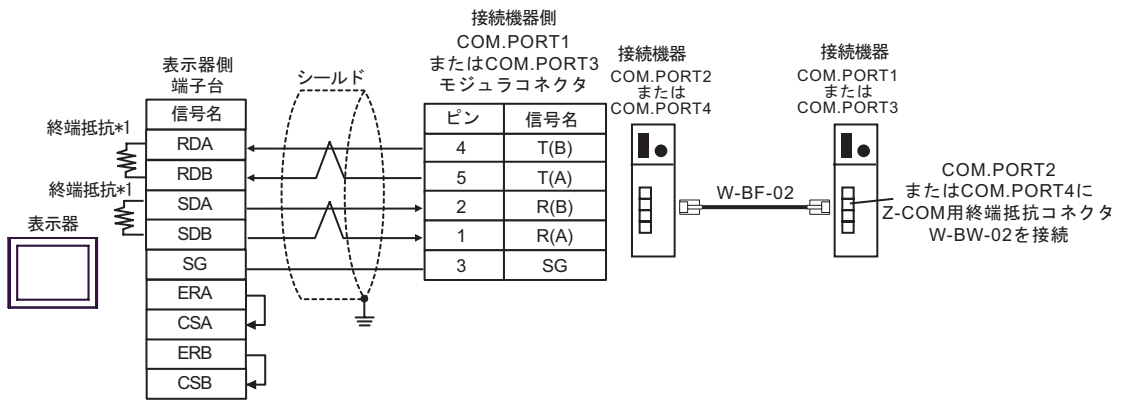 表示器
終端抵抗*1
終端抵抗*1
表示器側
端子台
信号名
RDA
RDB
SDA
SDB
SG
ERA
CSA
ERB
CSB
シールド
接続機器側
COM.PORT1
またはCOM.PORT3
モジュラコネクタ
ピン 信号名
4 T(B)
5 T(A)
2 R(B)
1 R(A)
3 SG
接続機器
COM.PORT2
または
COM.PORT4
W-BF-02
接続機器
COM.PORT1
または
COM.PORT3
COM.PORT2
またはCOM.PORT4に
Z-COM用終端抵抗コネクタ
W-BW-02を接続